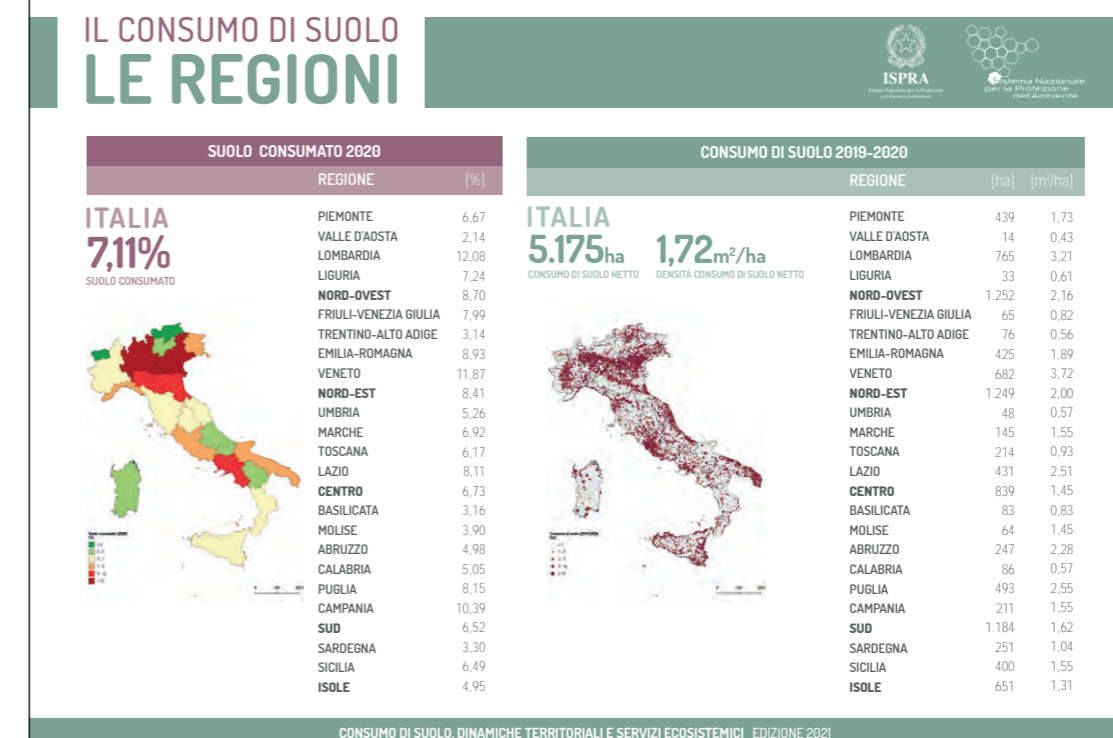 IL CONSUMO DI SUOLO
LE REGIONI
ISPRA
Istituto Superiore per la Protezione
e la Ricerca Ambientale
Sistema Nazionale
per la Protezione
dell'Ambiente
SUOLO CONSUMATO 2020
REGIONE [%]
ITALIA
7,11%
SUOLO CONSUMATO
PIEMONTE 6,67
VALLE D'AOSTA 2,14
LOMBARDIA 12,08
LIGURIA 7,24
NORD-OVEST 8,70
FRIULI-VENEZIA GIULIA 7,99
TRENTINO-ALTO ADIGE 3,14
EMILIA-ROMAGNA 8,93
VENETO 11,87
NORD-EST 8,41
UMBRIA 5,26
MARCHE 6,92
TOSCANA 6,17
LAZIO 8,11
CENTRO 6,73
BASILICATA 3,16
MOLISE 3,90
ABRUZZO 4,98
CALABRIA 5,05
PUGLIA 8,15
CAMPANIA 10,39
SUD 6,52
SARDEGNA 3,30
SICILIA 6,49
ISOLE 4,95
CONSUMO DI SUOLO 2019-2020
REGIONE [ha] [m²/ha]
ITALIA
5.175ha 1,72m²/ha
CONSUMO DI SUOLO NETTO DENSITÀ CONSUMO DI SUOLO NETTO
PIEMONTE 439 1,73
VALLE D'AOSTA 14 0,43
LOMBARDIA 765 3,21
LIGURIA 33 0,61
NORD-OVEST 1.252 2,16
FRIULI-VENEZIA GIULIA 65 0,82
TRENTINO-ALTO ADIGE 76 0,56
EMILIA-ROMAGNA 425 1,89
VENETO 682 3,72
NORD-EST 1.249 2,00
UMBRIA 48 0,57
MARCHE 145 1,55
TOSCANA 214 0,93
LAZIO 431 2,51
CENTRO 839 1,45
BASILICATA 83 0,83
MOLISE 64 1,45
ABRUZZO 247 2,28
CALABRIA 86 0,57
PUGLIA 493 2,55
CAMPANIA 211 1,55
SUD 1.184 1,62
SARDEGNA 251 1,04
SICILIA 400 1,55
ISOLE 651 1,31
CONSUMO DI SUOLO, DINAMICHE TERRITORIALI E SERVIZI ECOSISTEMICI EDIZIONE 2021